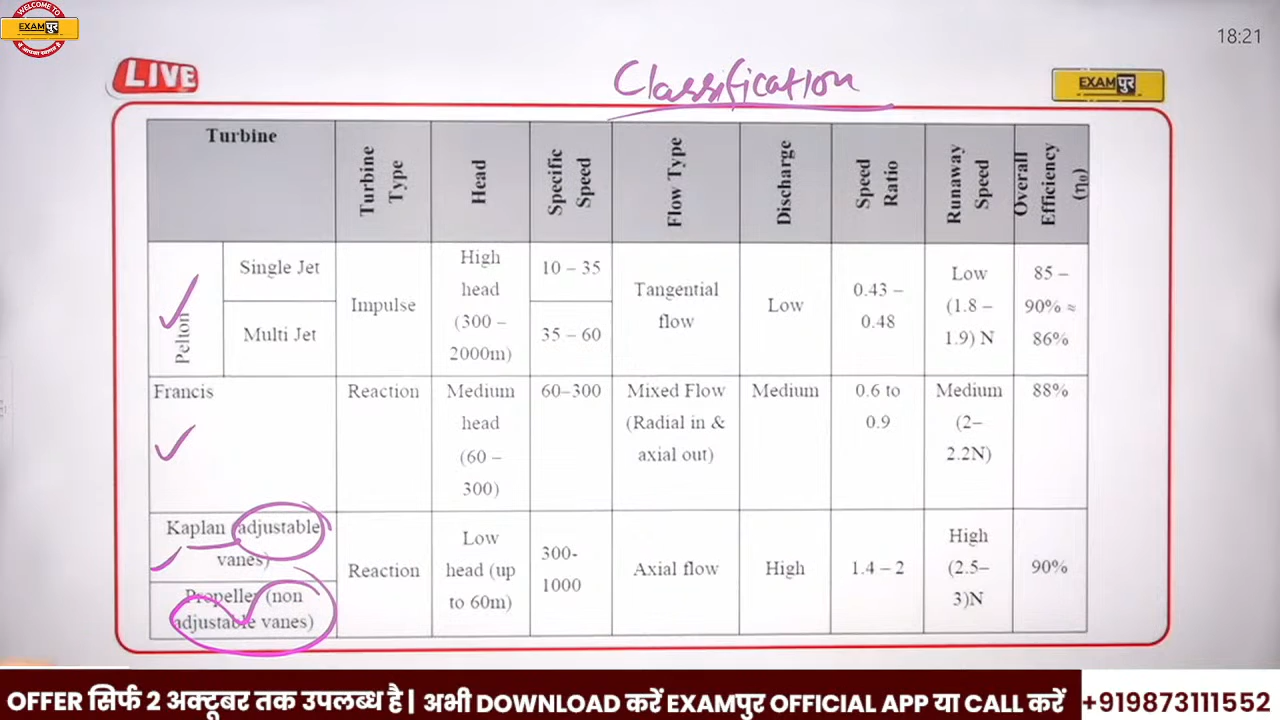 WELCOME TO
EXAMपुर
18:21
LIVE
Classification
EXAMपुर
Turbine
Turbine Type
Head
Specific Speed
Flow Type
Discharge
Speed Ratio
Runaway Speed
Overall Efficiency (η₀)
Pelton
Single Jet
Multi Jet
Impulse
High
head
(300 –
2000m)
10 – 35
35 – 60
Tangential
flow
Low
0.43 –
0.48
Low
(1.8 –
1.9) N
85 –
90% ≈
86%
Francis
Reaction
Medium
head
(60 –
300)
60–300
Mixed Flow
(Radial in &
axial out)
Medium
0.6 to
0.9
Medium
(2–
2.2N)
88%
Kaplan (adjustable
vanes)
Propeller (non
adjustable vanes)
Reaction
Low
head (up
to 60m)
300-
1000
Axial flow
High
1.4 – 2
High
(2.5–
3)N
90%
OFFER सिर्फ 2 अक्टूबर तक उपलब्ध है| अभी DOWNLOAD करें EXAMपुर OFFICIAL APP या CALL करें +919873111552